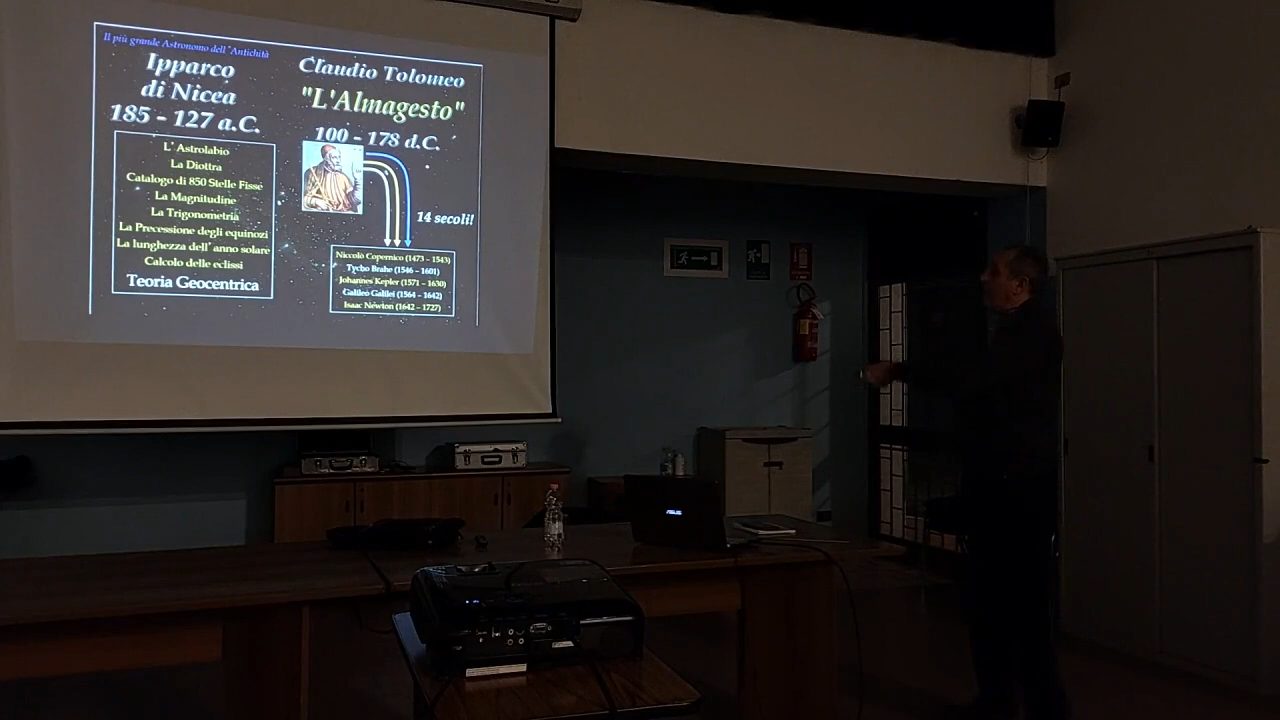 Il più grande Astronomo dell'Antichità
Ipparco
di Nicea
185 - 127 a.C.
L' Astrolabio
La Diottra
Catalogo di 850 Stelle Fisse
La Magnitudine
La Trigonometria
La Precessione degli equinozi
La lunghezza dell' anno solare
Calcolo delle eclissi
Teoria Geocentrica
Claudio Tolomeo
"L'Almagesto"
100 - 178 d.C.
14 secoli!
Niccolò Copernico (1473 – 1543)
Tycho Brahe (1546 – 1601)
Johannes Kepler (1571 – 1630)
Galileo Galilei (1564 – 1642)
Isaac Newton (1642 – 1727)
ASUS